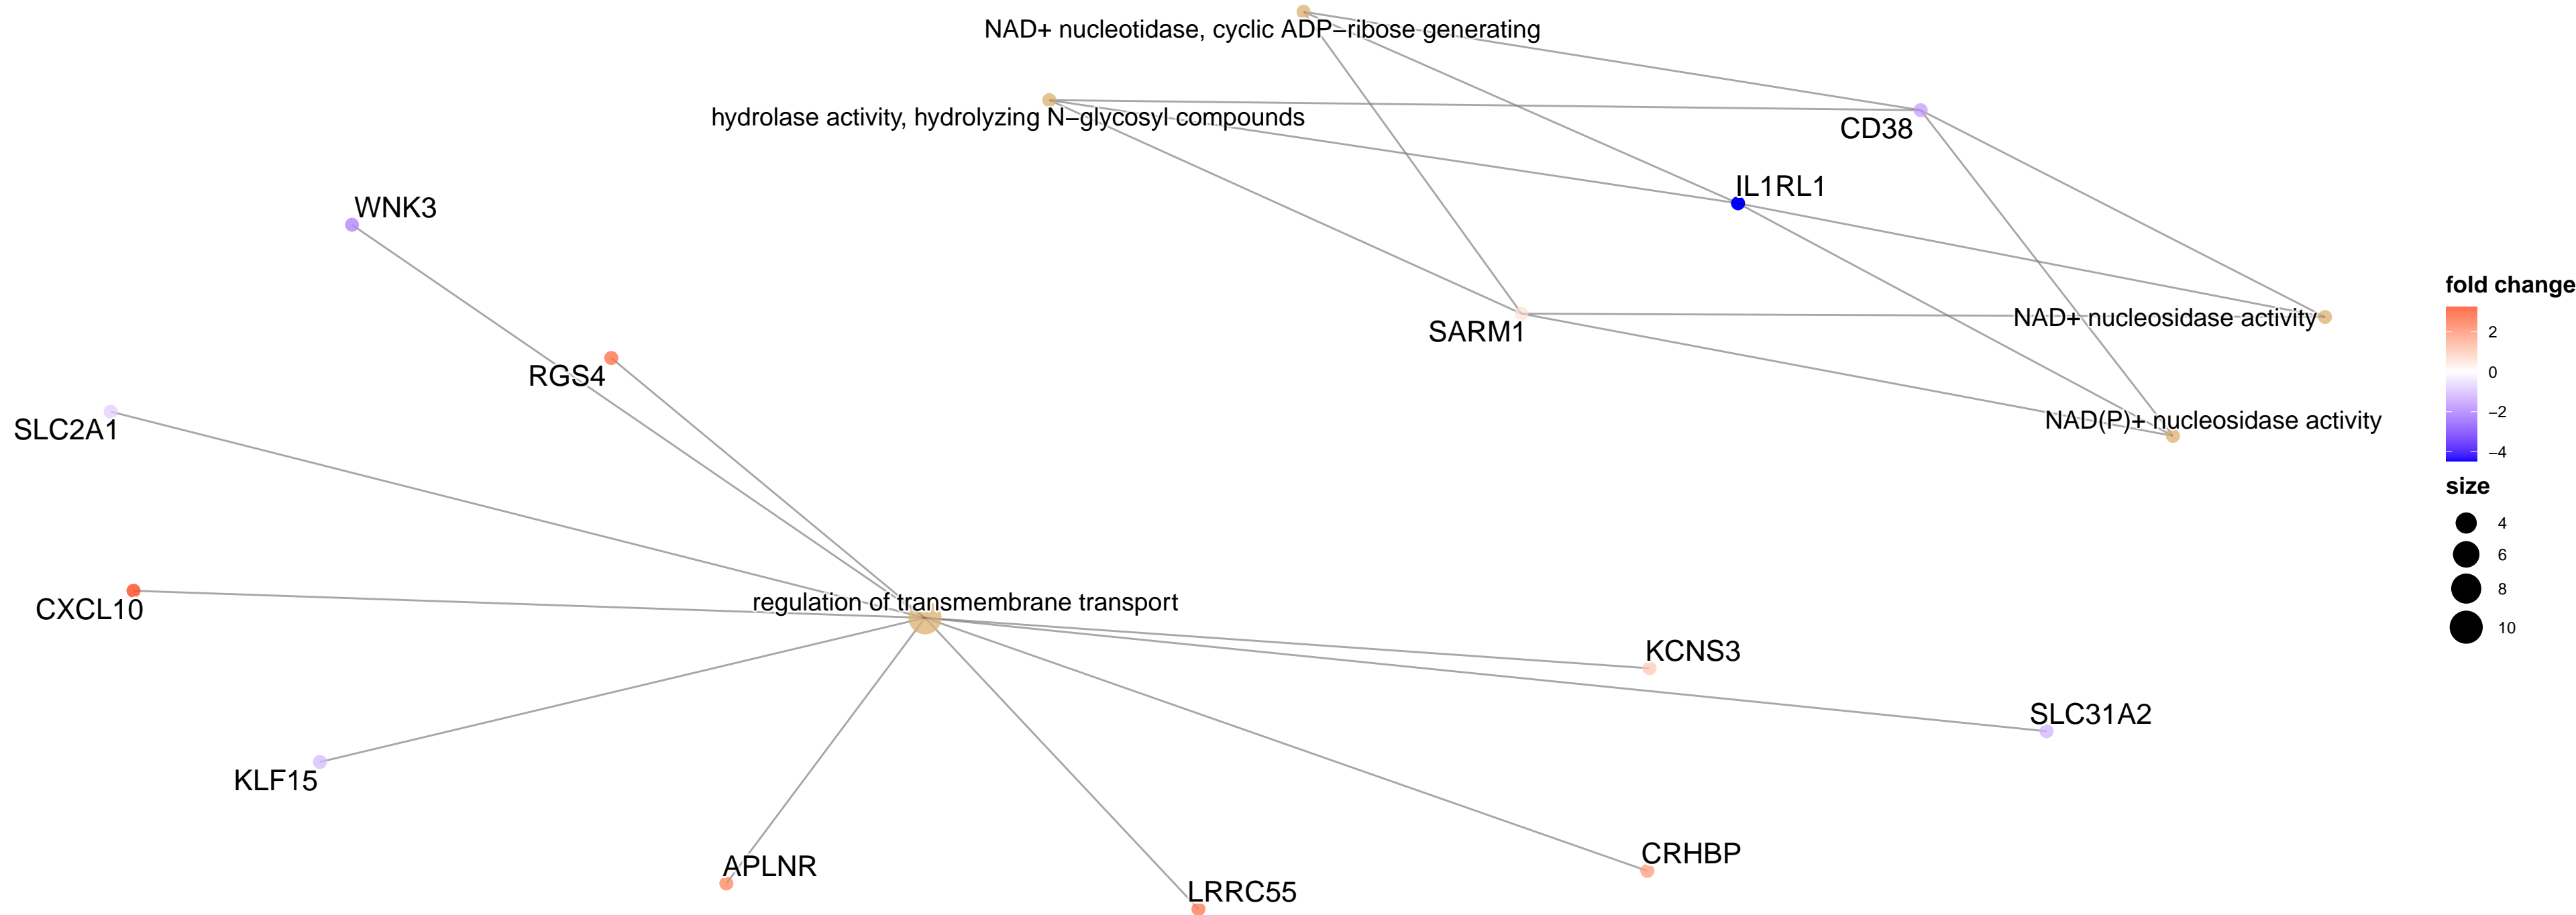 NAD+ nucleotidase, cyclic ADP−ribose generating
hydrolase activity, hydrolyzing N−glycosyl compounds
CD38
IL1RL1
WNK3
fold change
2
0
−2
−4
SARM1
NAD+ nucleosidase activity
RGS4
SLC2A1
NAD(P)+ nucleosidase activity
size
4
6
8
10
CXCL10
regulation of transmembrane transport
KCNS3
SLC31A2
KLF15
APLNR
CRHBP
LRRC55